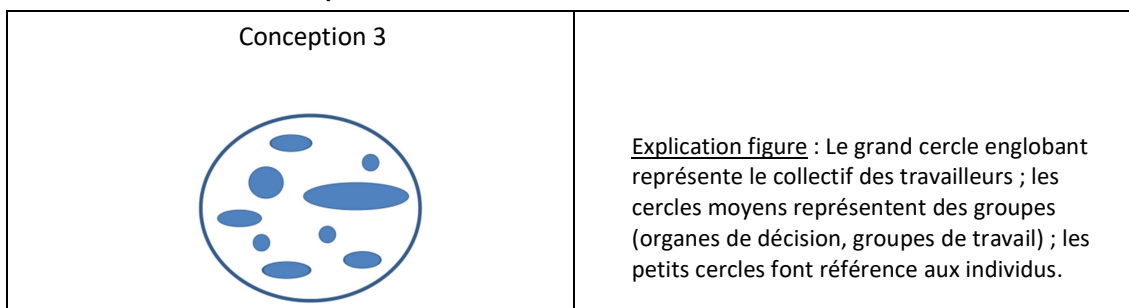 Conception 3
Explication figure : Le grand cercle englobant
représente le collectif des travailleurs ; les
cercles moyens représentent des groupes
(organes de décision, groupes de travail) ; les
petits cercles font référence aux individus.